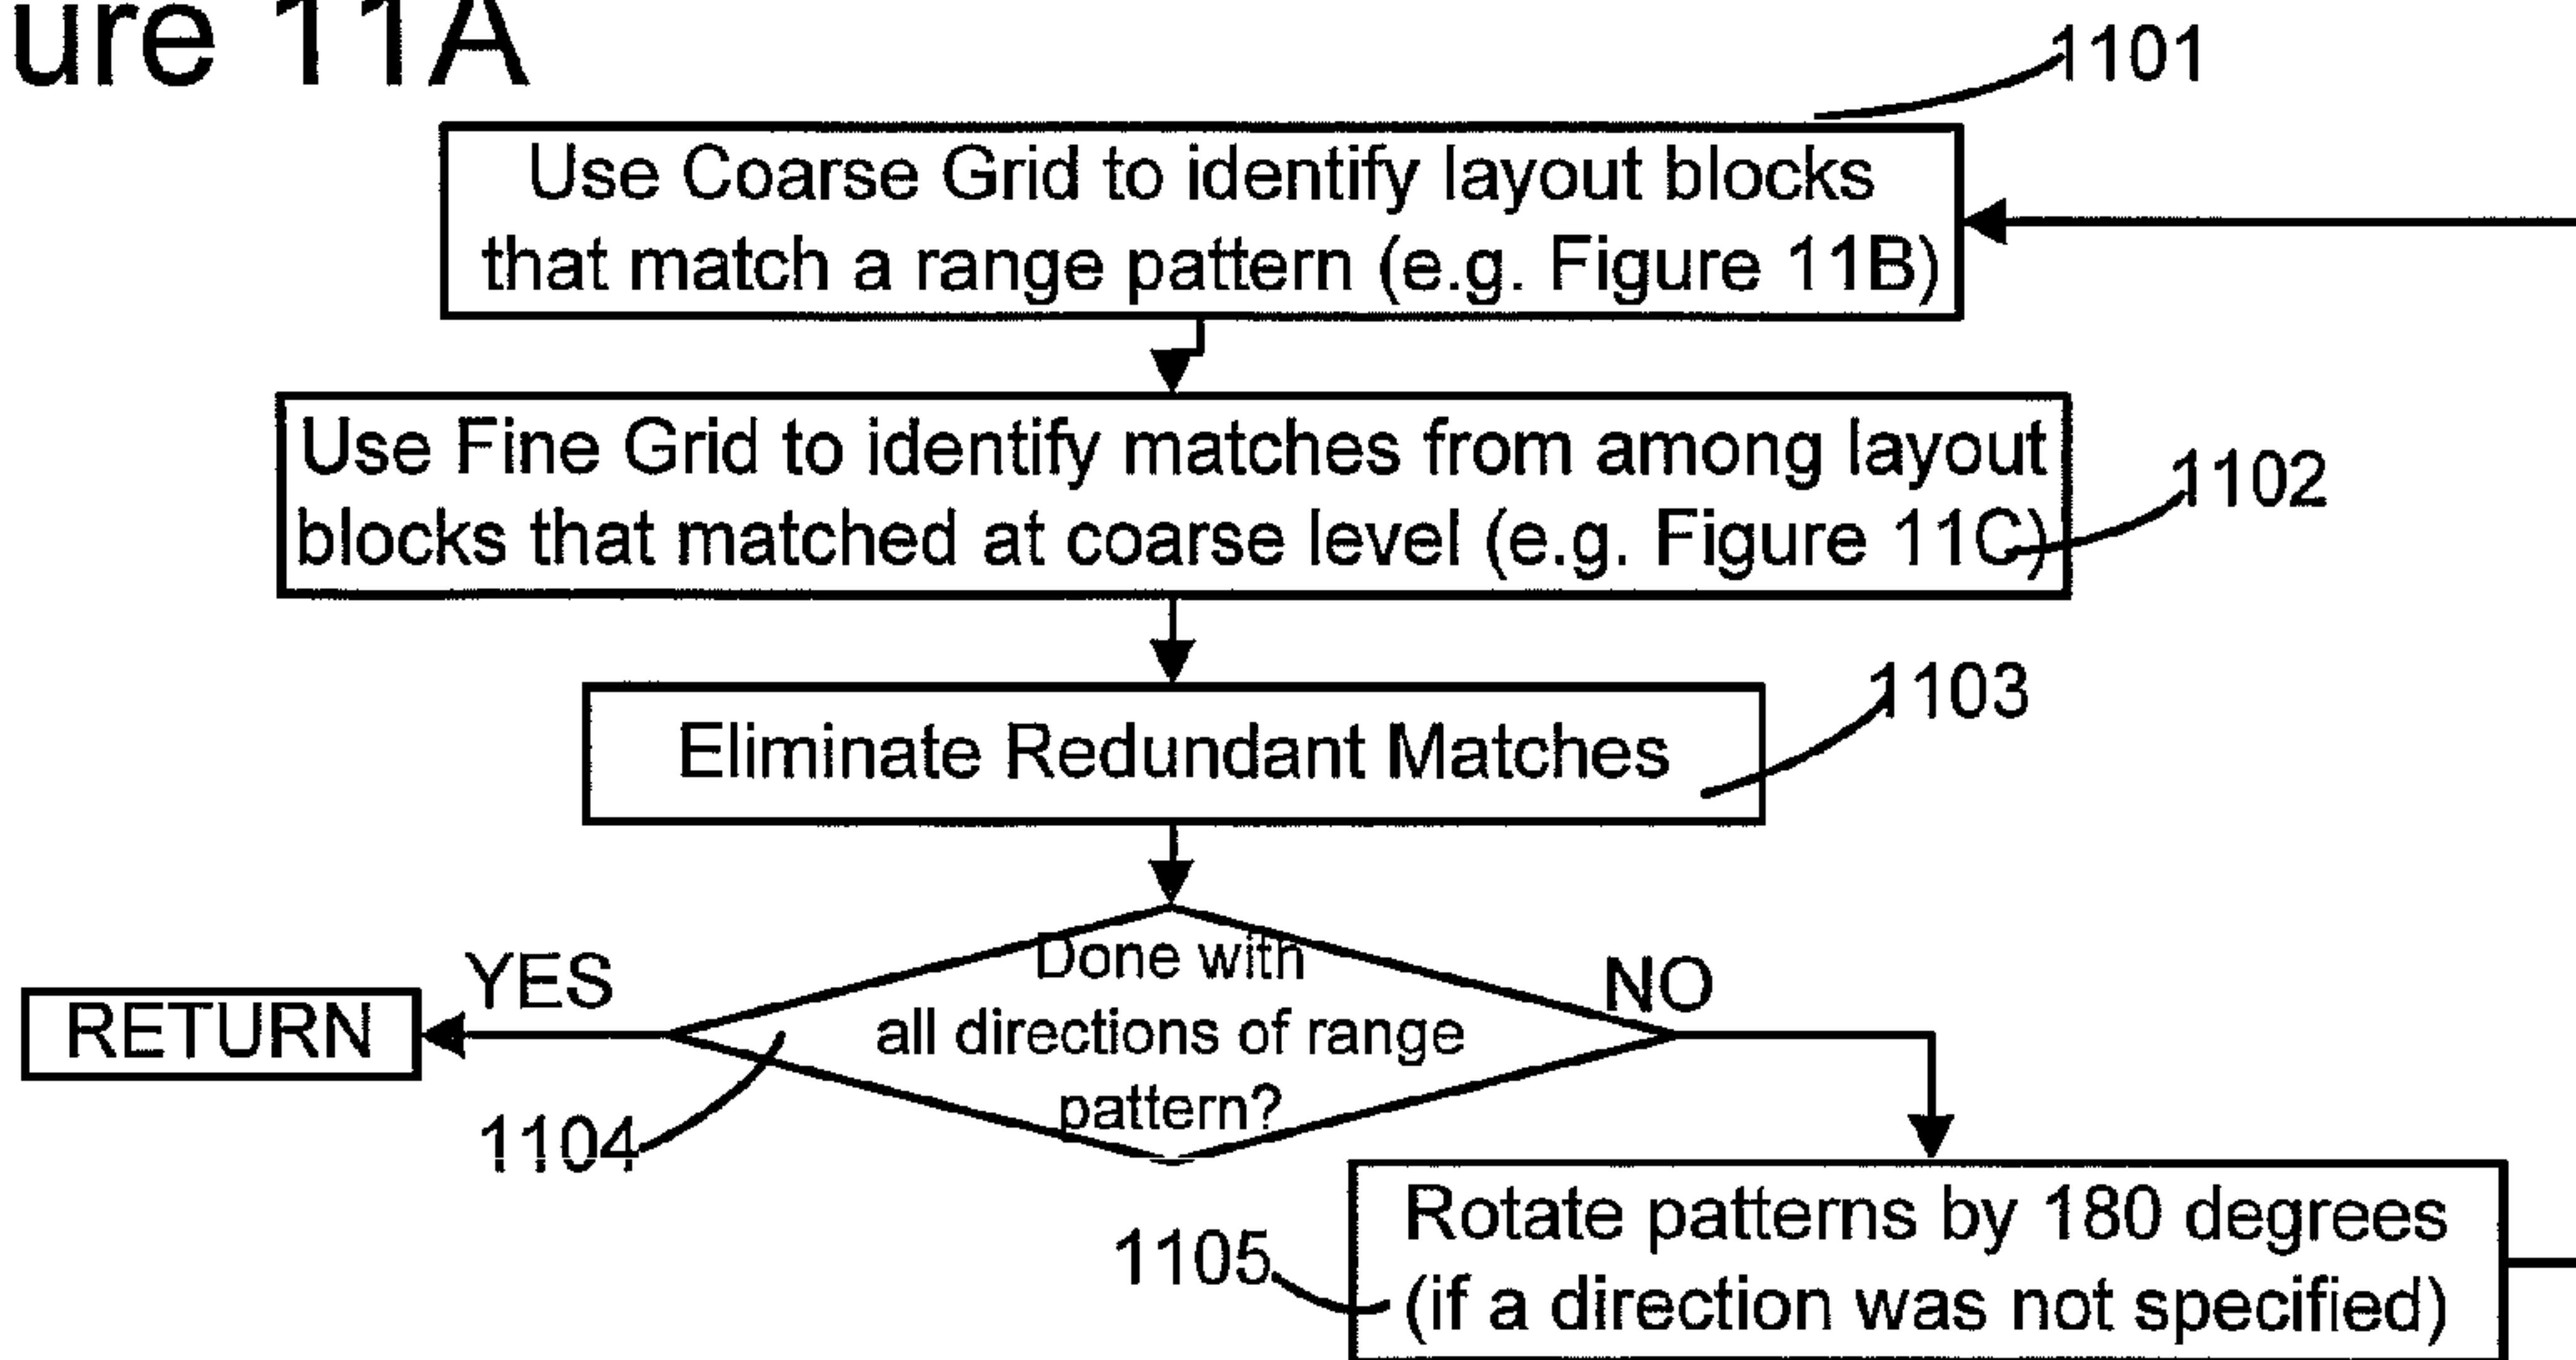 ure 11A
1101
Use Coarse Grid to identify layout blocks
that match a range pattern (e.g. Figure 11B)
Use Fine Grid to identify matches from among layout
blocks that matched at coarse level (e.g. Figure 11C)
1102
1103
Eliminate Redundant Matches
Done with
all directions of range
pattern?
YES
NO
RETURN
1104
Rotate patterns by 180 degrees
(if a direction was not specified)
1105